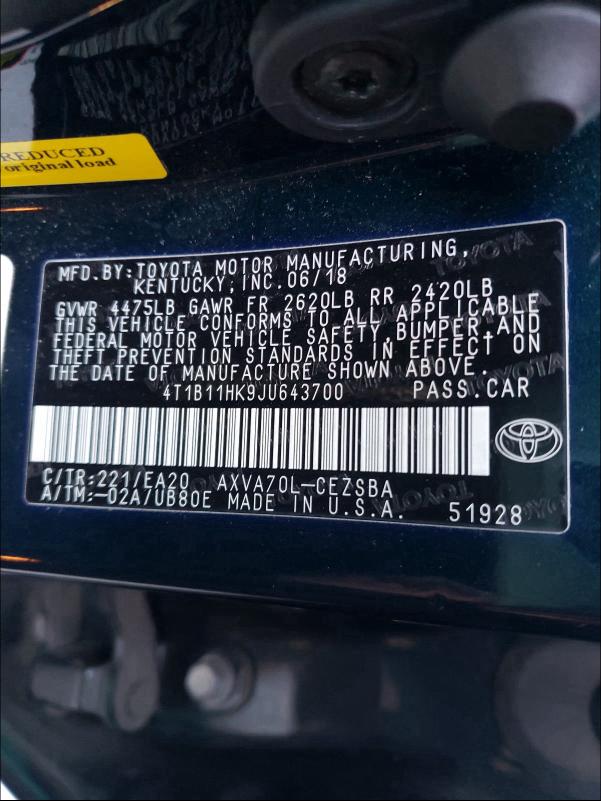 REDUCED
original load
MFD.BY:TOYOTA MOTOR MANUFACTURING,
KENTUCKY,INC.06/18
GVWR 4475LB GAWR FR 2620LB RR 2420LB
THIS VEHICLE CONFORMS TO ALL APPLICABLE
FEDERAL MOTOR VEHICLE SAFETY,BUMPER,AND
THEFT PREVENTION STANDARDS IN EFFECT ON
THE DATE OF MANUFACTURE SHOWN ABOVE.
4T1B11HK9JU643700 PASS.CAR
C/TR:221/EA20 AXVA70L-CEZSBA
A/TM:-02A/UB80E MADE IN U.S.A. 51928